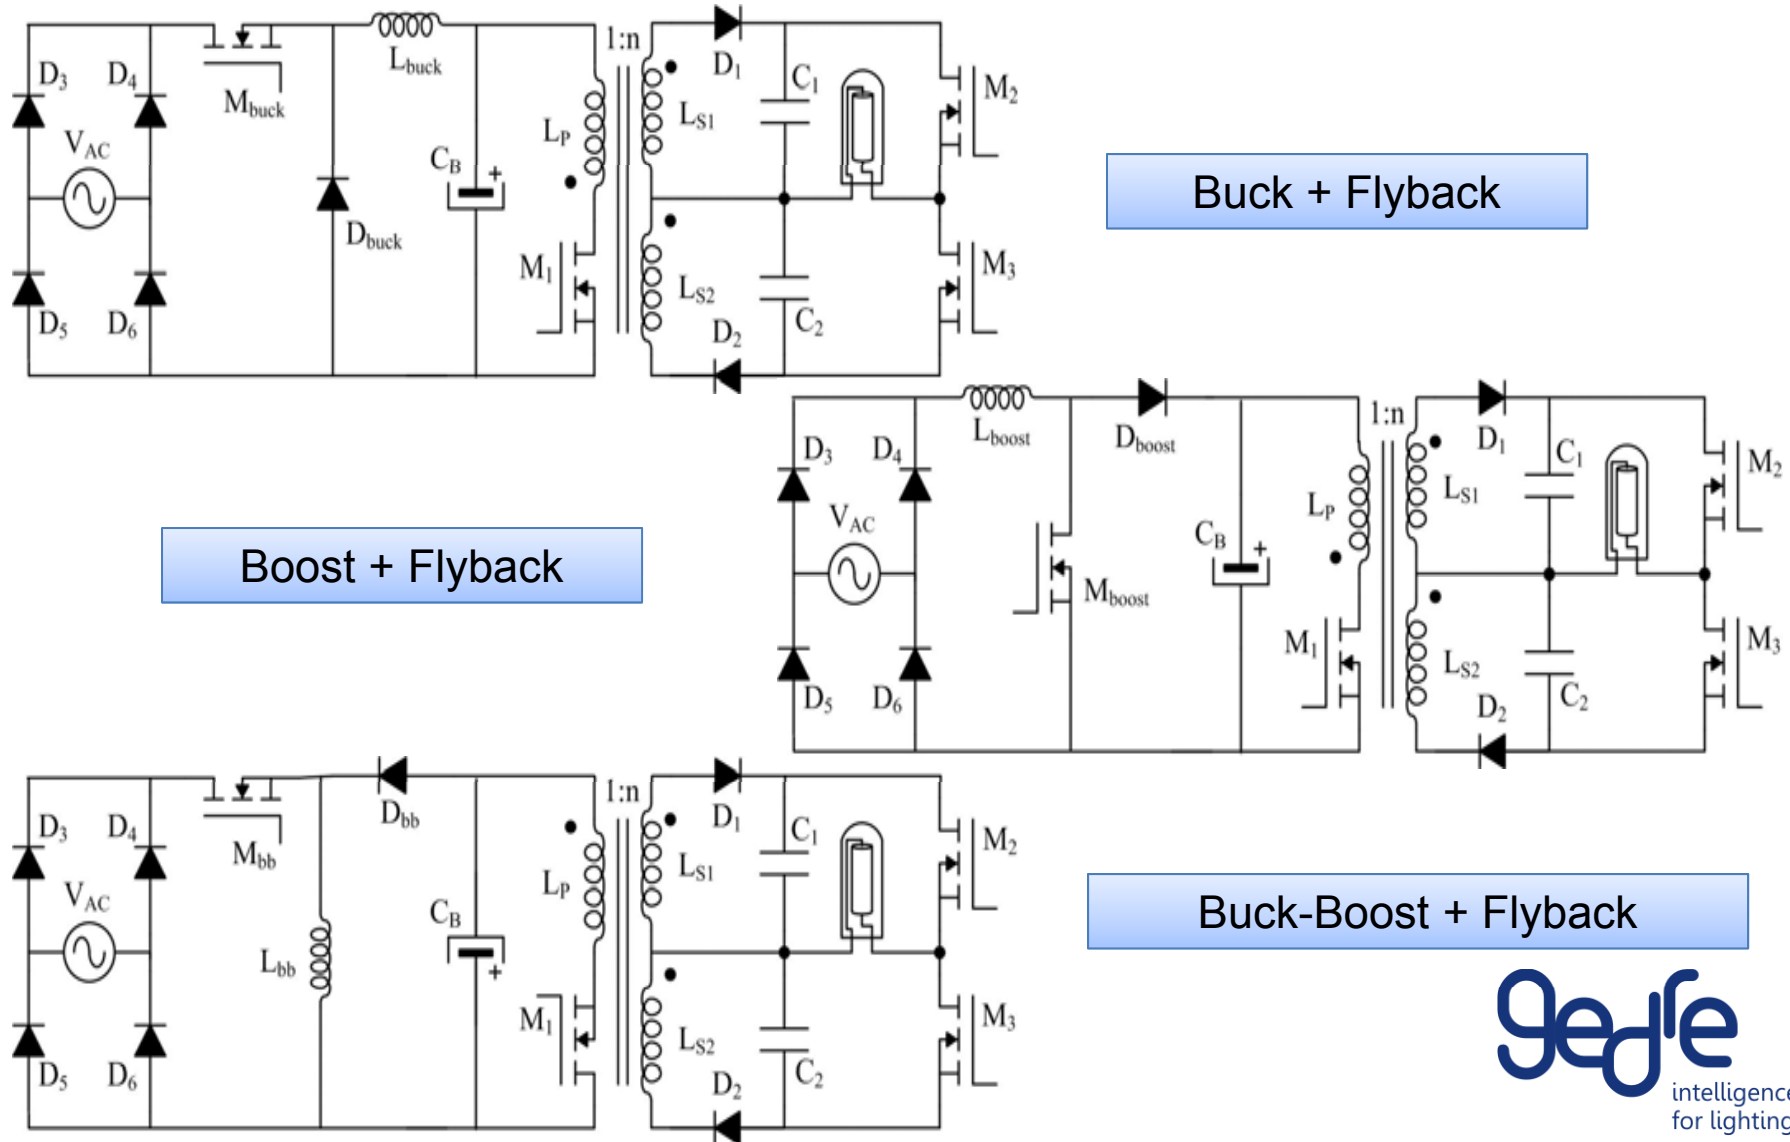 D3
D4
Mbuck
Lbuck
VAC
Dbuck
CB
+
LP
M1
1:n
LS1
LS2
D1
D2
C1
C2
M2
M3
D5
D6
Buck + Flyback
Boost + Flyback
D3
D4
Lboost
Dboost
VAC
Mboost
CB
+
LP
M1
1:n
LS1
LS2
D1
D2
C1
C2
M2
M3
D5
D6
D3
D4
Mbb
Dbb
VAC
Lbb
CB
+
LP
M1
1:n
LS1
LS2
D1
D2
C1
C2
M2
M3
D5
D6
Buck-Boost + Flyback
gedre
intelligence
for lighting